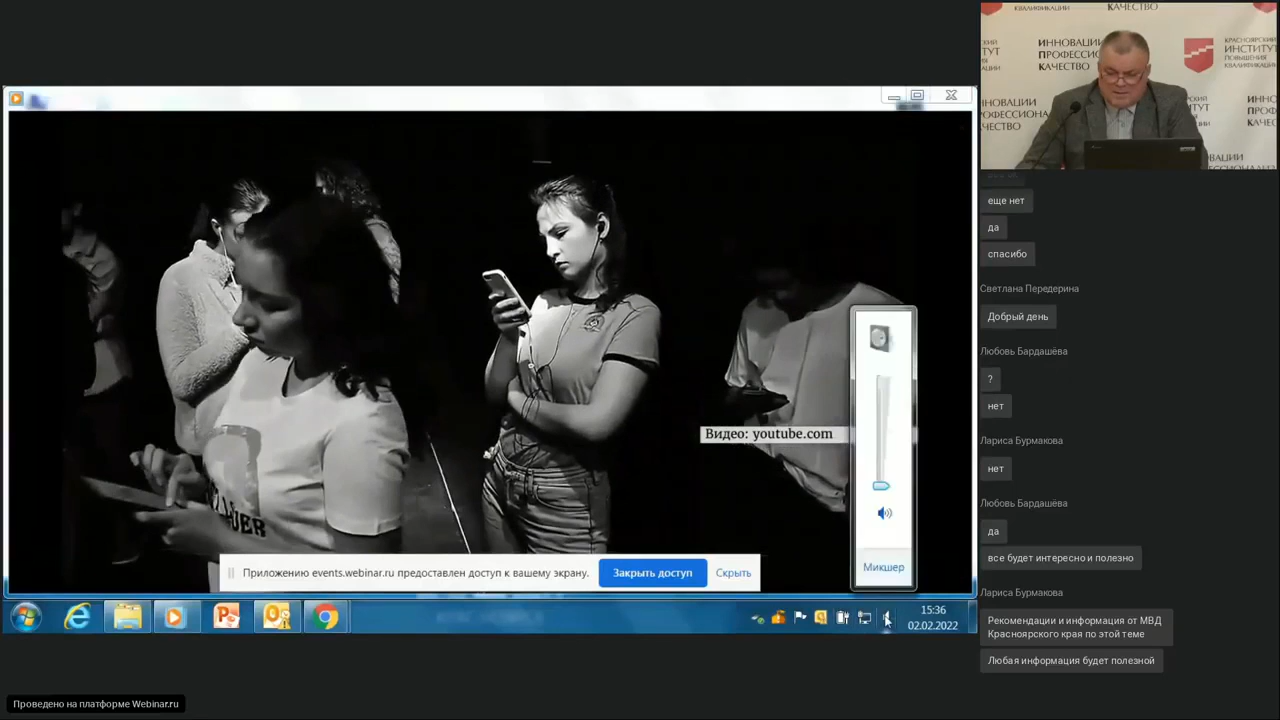 КВАЛИФИКАЦИИ
КАЧЕСТВО
ИННОВАЦИИ
КАЧЕСТВО
КРАСНОЯРСКИЙ
ИНСТИТУТ
ПОВЫШЕНИЯ
КВАЛИФИКАЦИИ
КАЧЕСТВО
еще нет
да
спасибо
Светлана Передерина
Добрый день
Любовь Бардашёва
?
нет
Лариса Бурмакова
нет
Любовь Бардашёва
да
все будет интересно и полезно
Лариса Бурмакова
Рекомендации и информация от МВД
Красноярского края по этой теме
Любая информация будет полезной
Видео: youtube.com
Микшер
Приложению events.webinar.ru предоставлен доступ к вашему экрану.
Закрыть доступ
Скрыть
15:36
02.02.2022
Проведено на платформе Webinar.ru